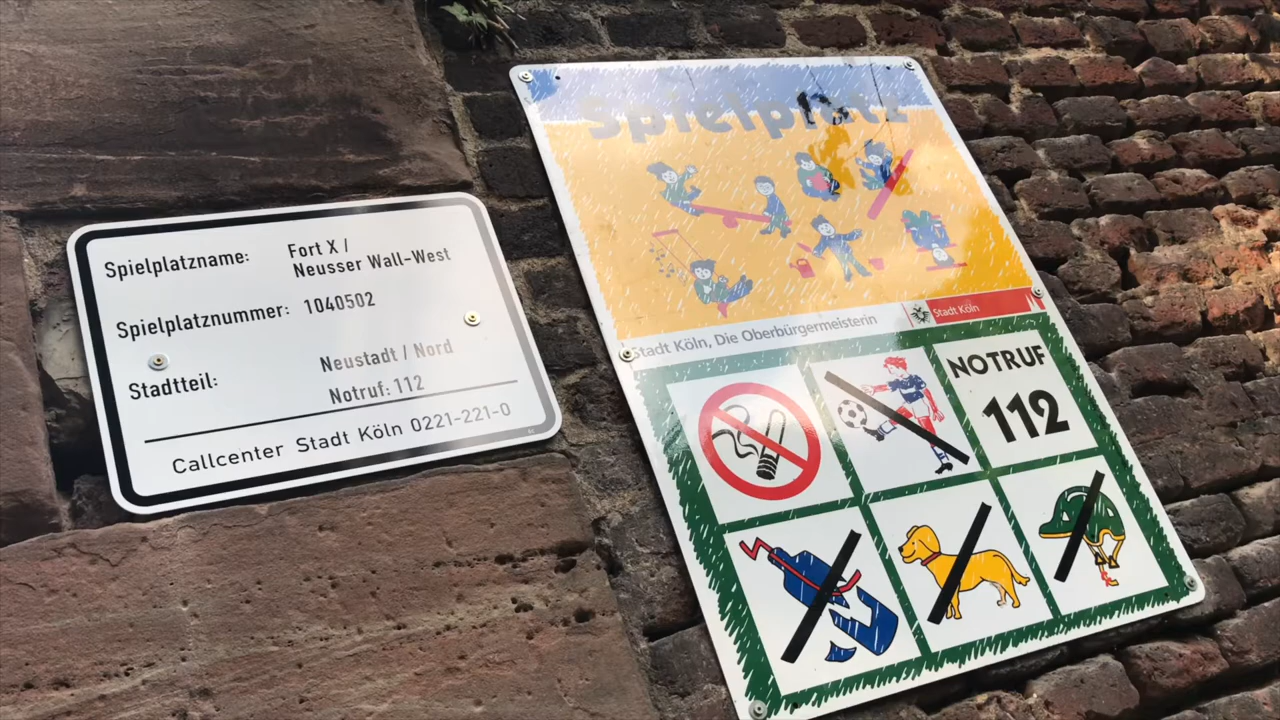 Spielplatzname: Fort X /
Neusser Wall-West
Spielplatznummer: 1040502
Stadtteil: Neustadt / Nord
Notruf: 112
Callcenter Stadt Köln 0221-221-0
Spielplatz
Stadt Köln, Die Oberbürgermeisterin
Stadt Köln
NOTRUF
112